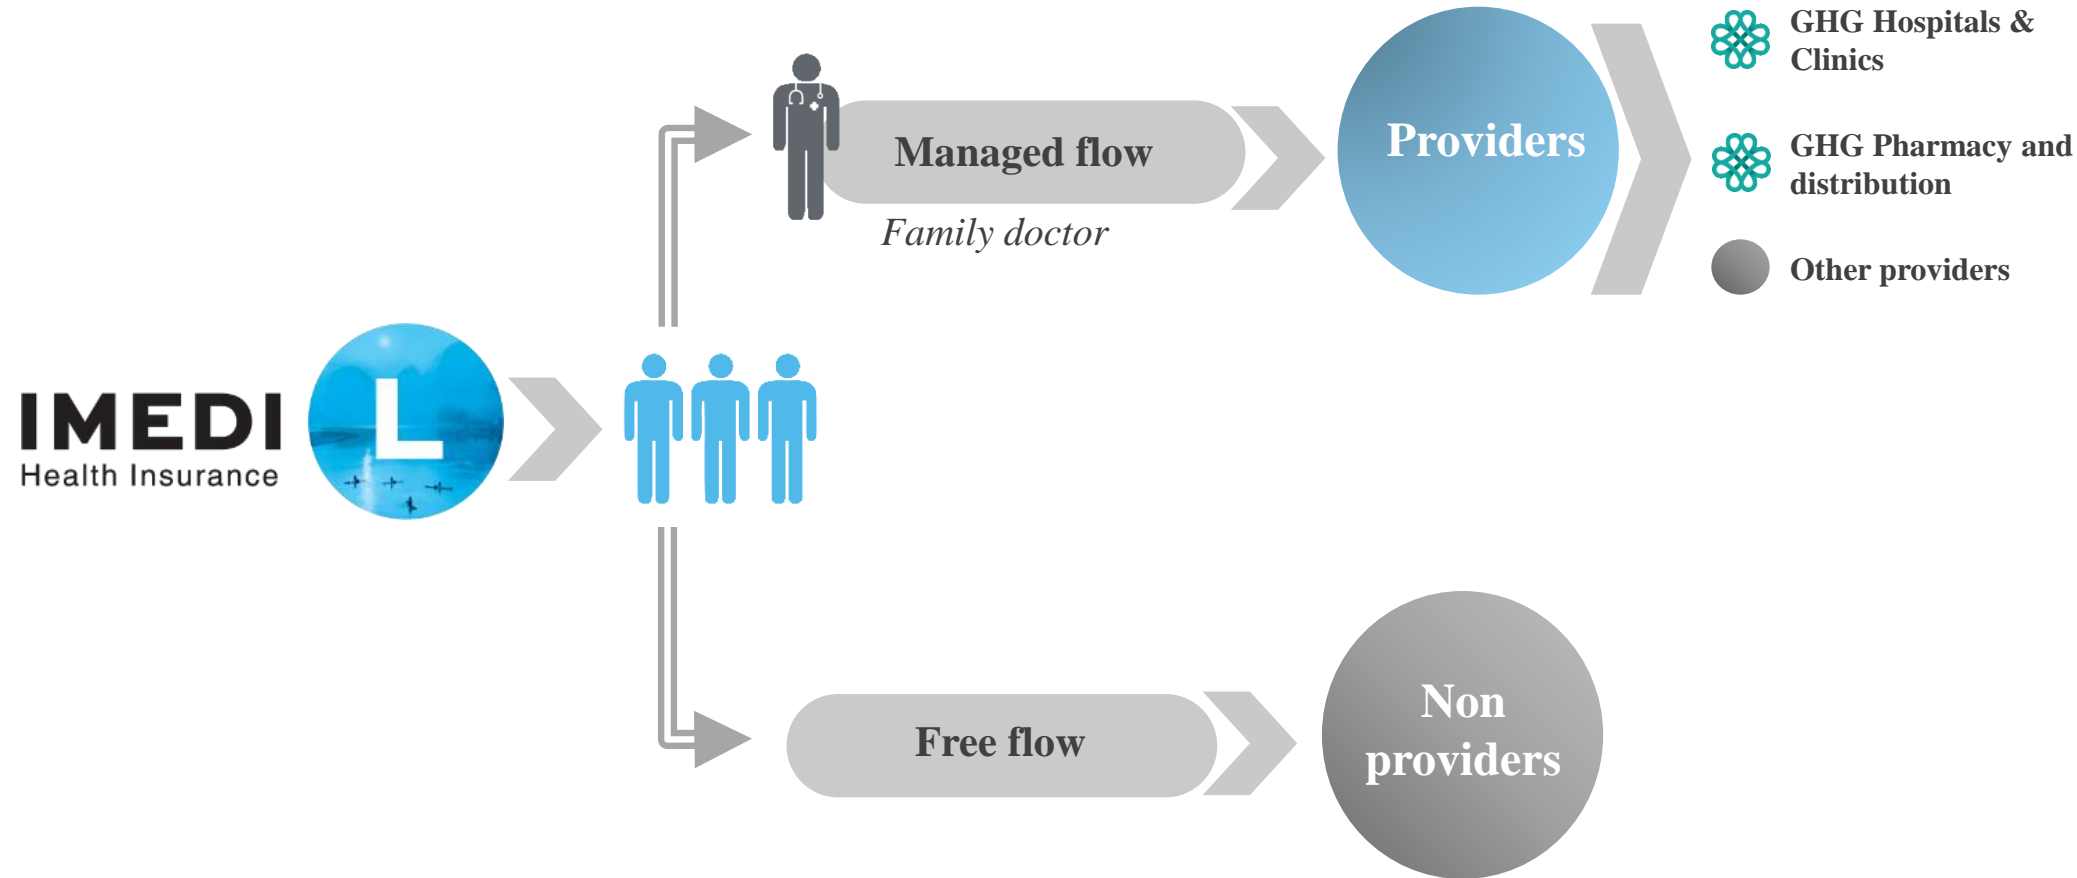 GHG Hospitals &
Clinics
Managed flow
Family doctor
Providers
GHG Pharmacy and
distribution
Other providers
IMEDI
Health Insurance
L
Free flow
Non
providers